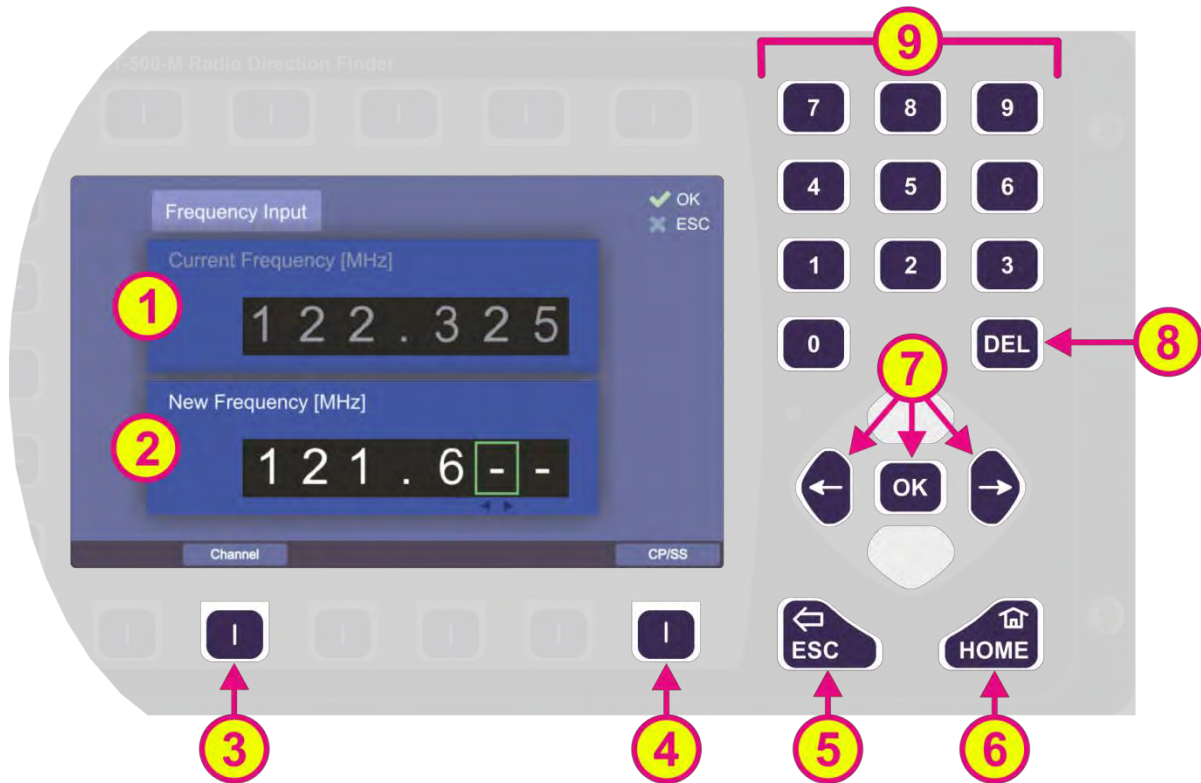 9
-500-M Radio Direction Finder
7 8 9
Frequency Input
OK
ESC
4 5 6
Current Frequency [MHz]
1
122.325
1 2 3
0 DEL
8
7
New Frequency [MHz]
2
121.6--
← OK →
Channel
CP/SS
ESC
HOME
3
4
5
6